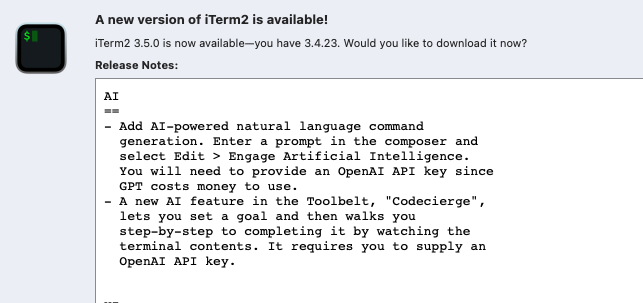 $
A new version of iTerm2 is available!
iTerm2 3.5.0 is now available—you have 3.4.23. Would you like to download it now?
Release Notes:
AI
==
- Add AI-powered natural language command
generation. Enter a prompt in the composer and
select Edit > Engage Artificial Intelligence.
You will need to provide an OpenAI API key since
GPT costs money to use.
- A new AI feature in the Toolbelt, "Codecierge",
lets you set a goal and then walks you
step-by-step to completing it by watching the
terminal contents. It requires you to supply an
OpenAI API key.